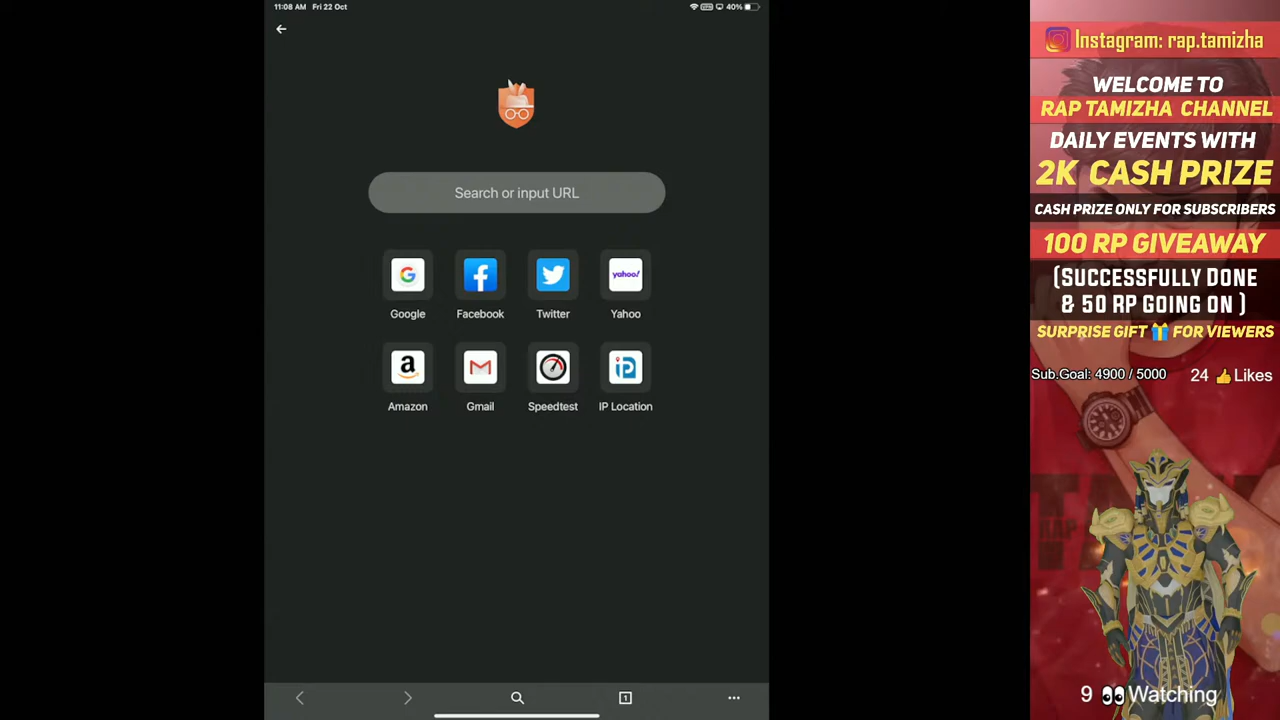 11:08 AM Fri 22 Oct
40%
Search or input URL
yahoo!
Google Facebook Twitter Yahoo
Amazon Gmail Speedtest IP Location
1
Instagram: rap.tamizha
WELCOME TO
RAP TAMIZHA CHANNEL
DAILY EVENTS WITH
2K CASH PRIZE
CASH PRIZE ONLY FOR SUBSCRIBERS
100 RP GIVEAWAY
(SUCCESSFULLY DONE
& 50 RP GOING ON )
SURPRISE GIFT 🎁 FOR VIEWERS
Sub.Goal: 4900 / 5000 24 👍Likes
9 👀Watching